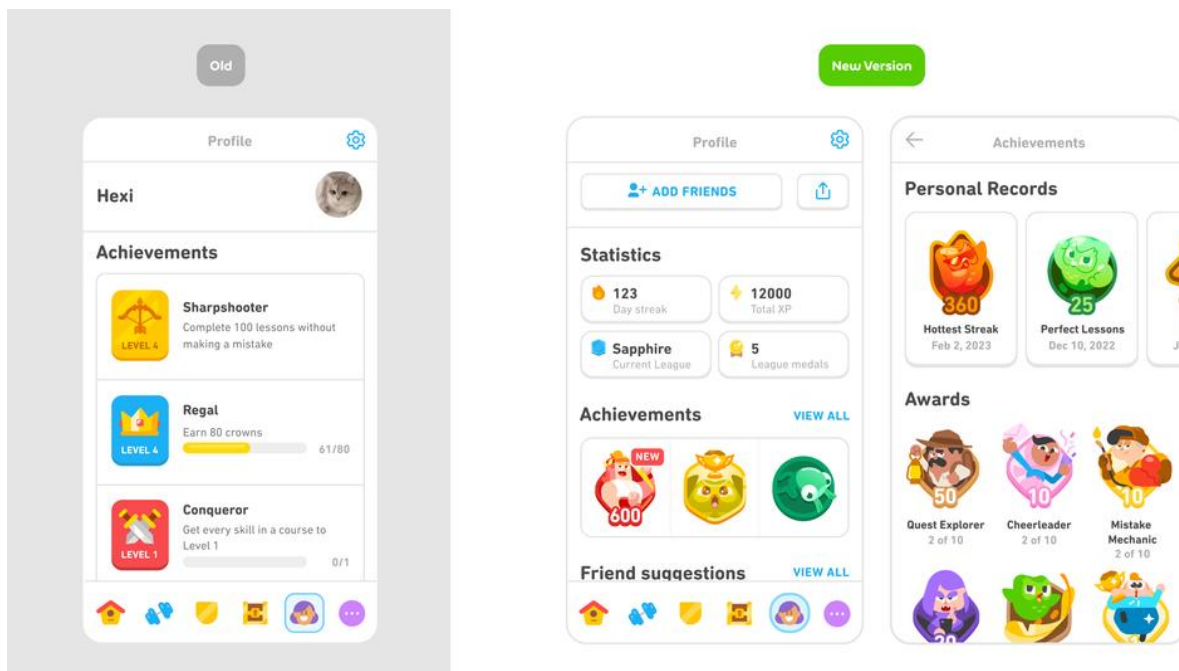 Old
Profile
Hexi
Achievements
Sharpshooter
Complete 100 lessons without
making a mistake
LEVEL 4
Regal
Earn 80 crowns
61/80
LEVEL 4
Conqueror
Get every skill in a course to
Level 1
0/1
LEVEL 1
New Version
Profile
ADD FRIENDS
Statistics
123
Day streak
12000
Total XP
Sapphire
Current League
5
League medals
Achievements
VIEW ALL
NEW
600
Friend suggestions
VIEW ALL
Achievements
Personal Records
360
Hottest Streak
Feb 2, 2023
25
Perfect Lessons
Dec 10, 2022
Awards
50
Quest Explorer
2 of 10
10
Cheerleader
2 of 10
10
Mistake
Mechanic
2 of 10